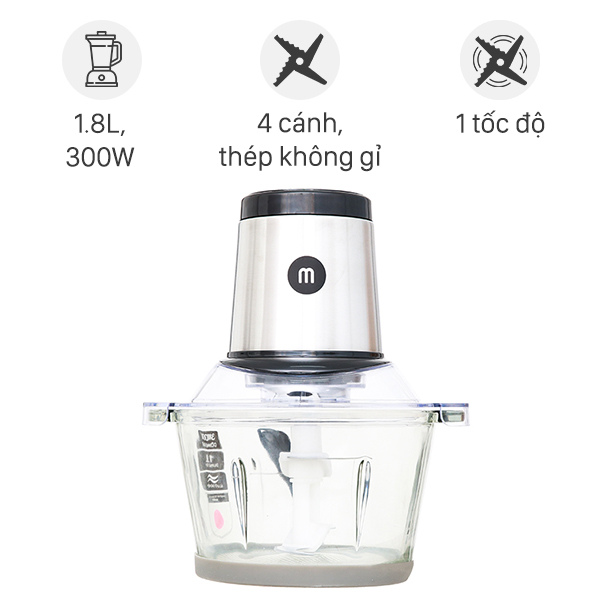 1.8L,
300W
4 cánh,
thép không gỉ
1 tốc độ
m